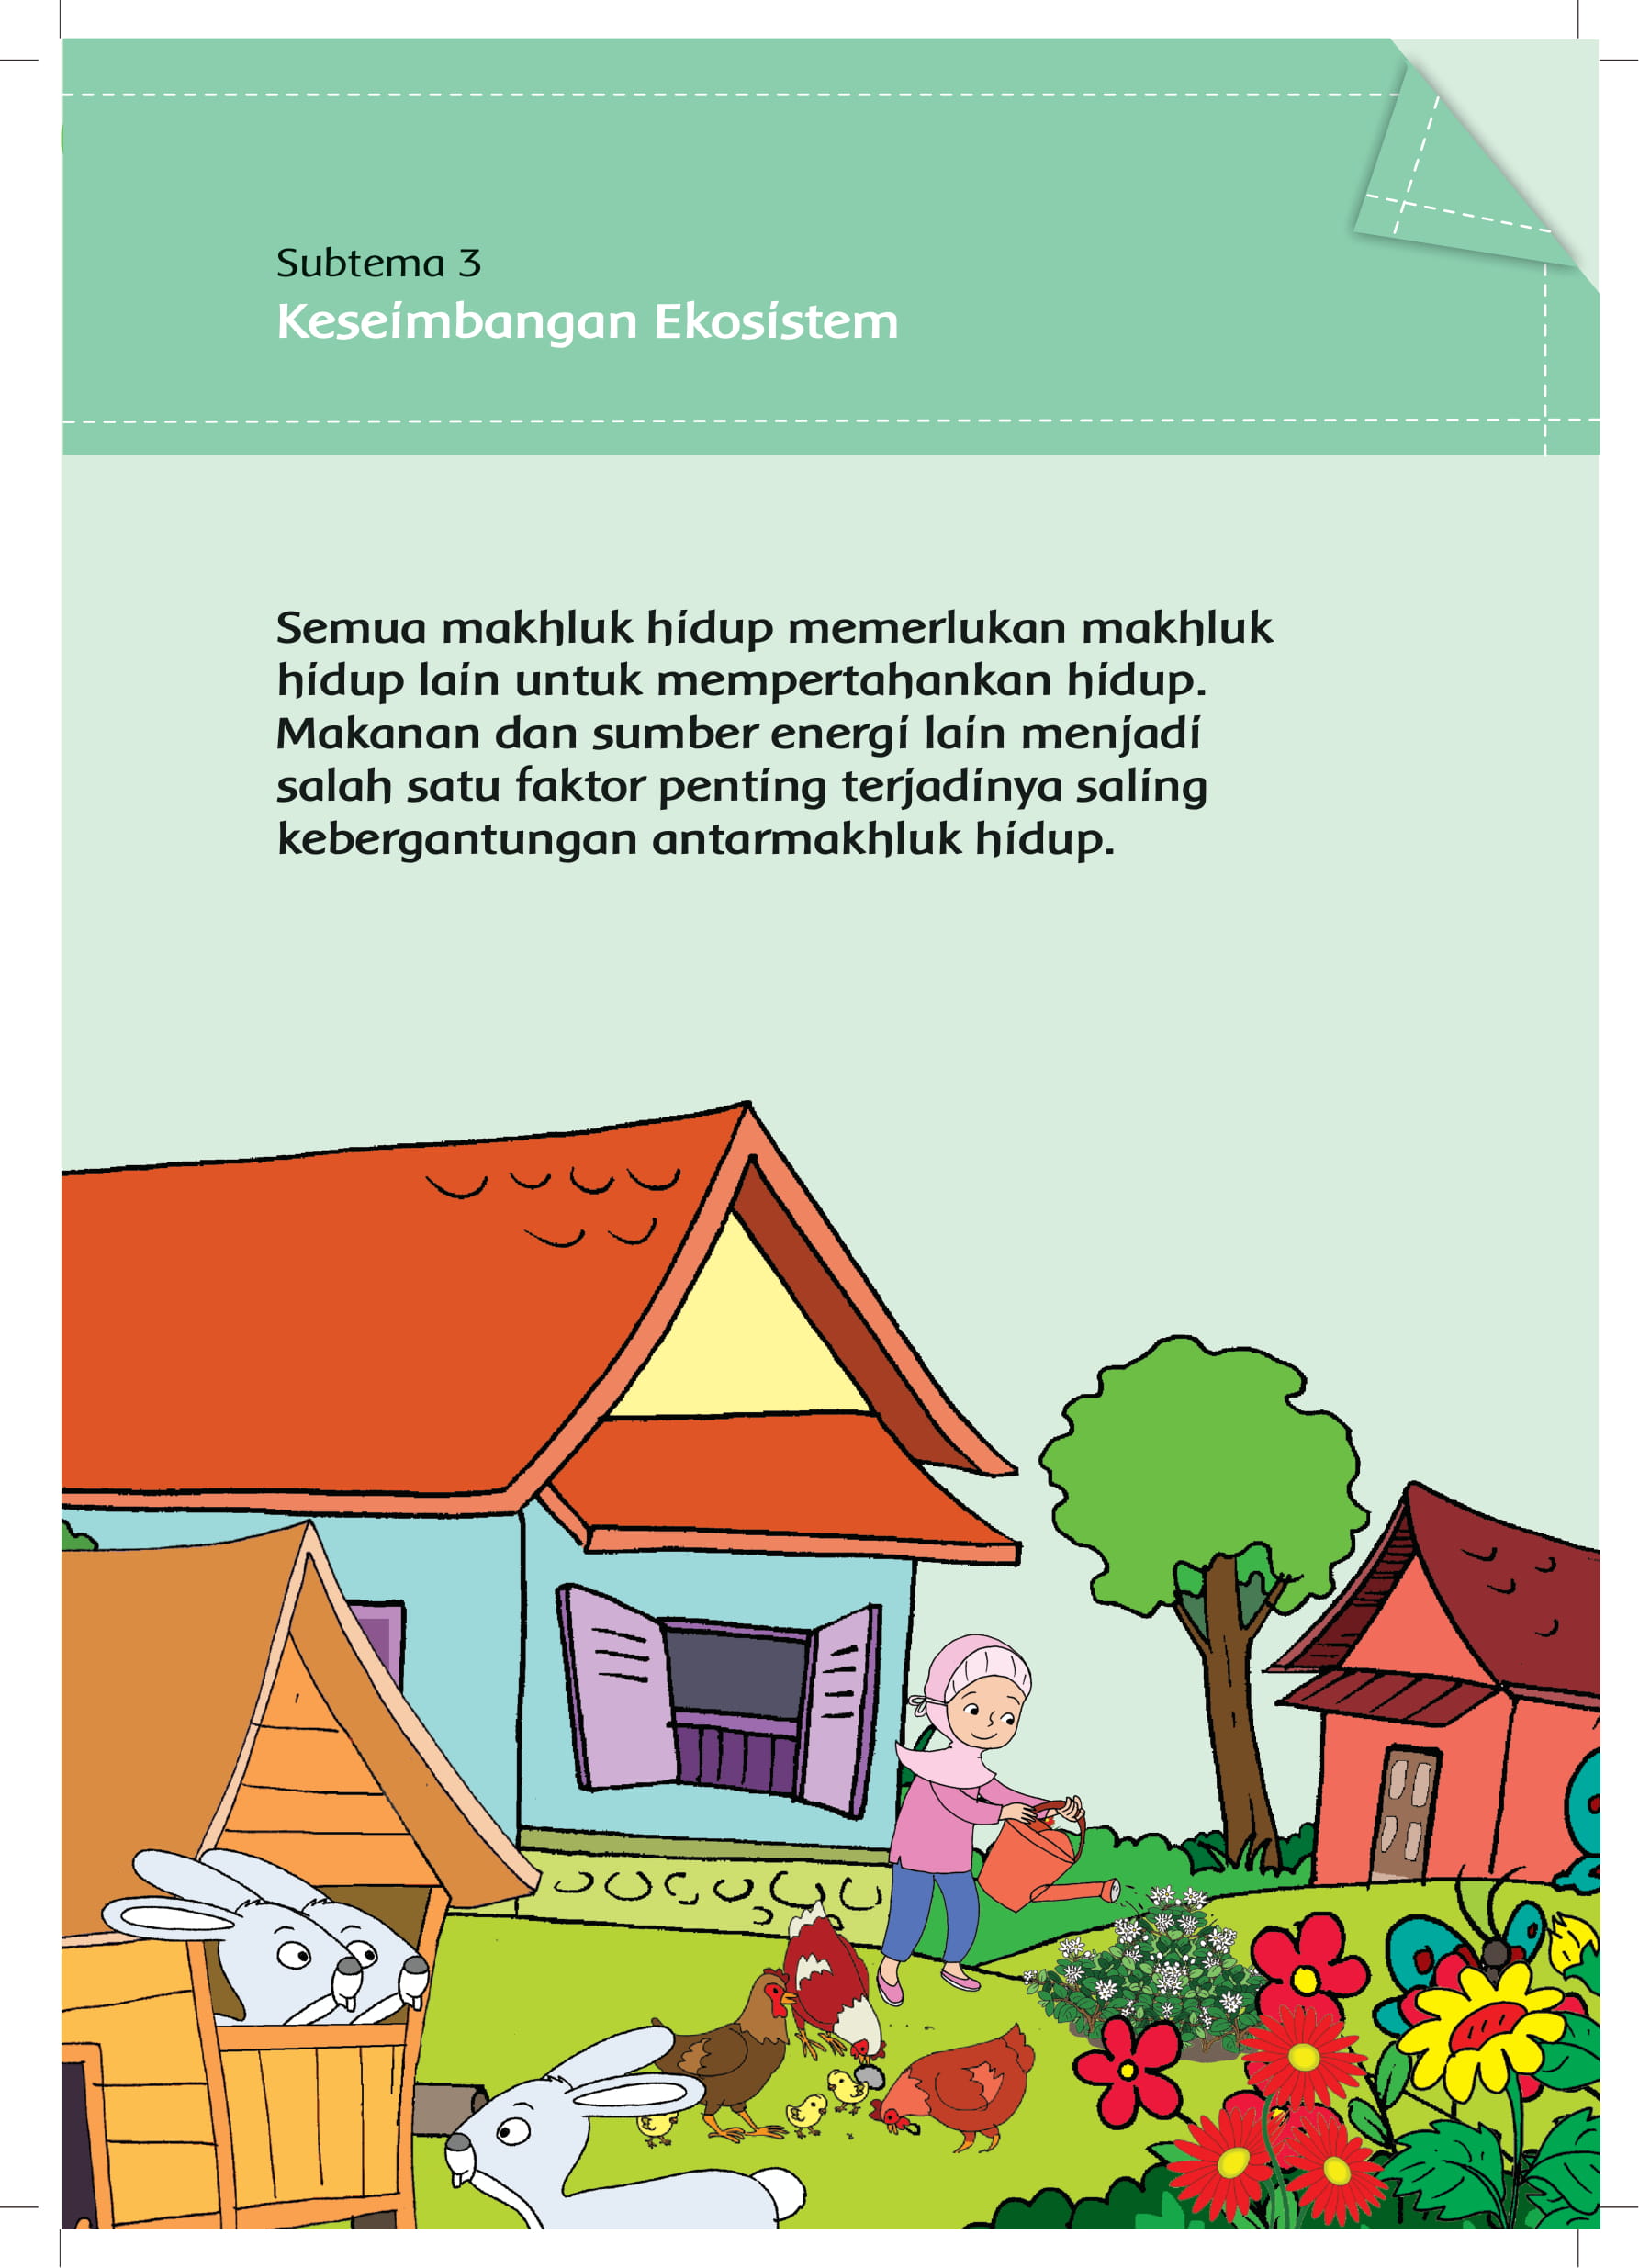 Subtema 3
Keseimbangan Ekosistem
Semua makhluk hidup memerlukan makhluk
hidup lain untuk mempertahankan hidup.
Makanan dan sumber energi lain menjadi
salah satu faktor penting terjadinya saling
kebergantungan antarmakhluk hidup.